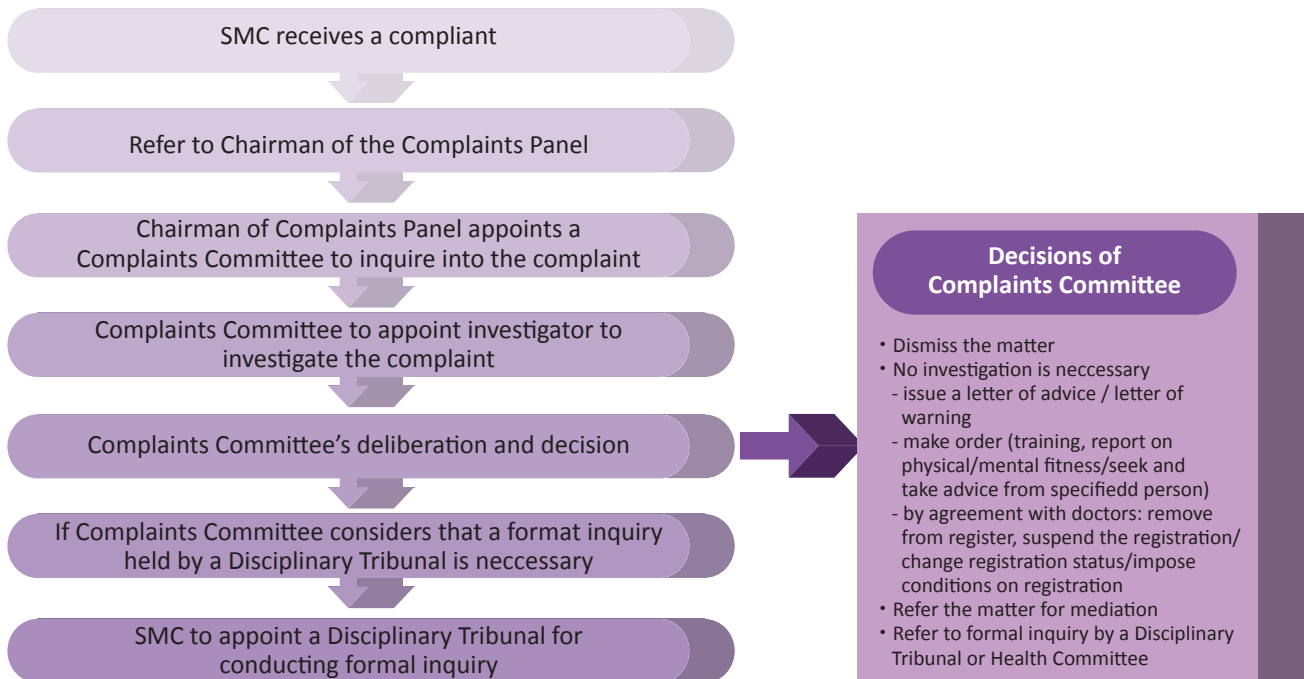 SMC receives a compliant
Refer to Chairman of the Complaints Panel
Chairman of Complaints Panel appoints a
Complaints Committee to inquire into the complaint
Complaints Committee to appoint investigator to
investigate the complaint
Complaints Committee's deliberation and decision
If Complaints Committee considers that a format inquiry
held by a Disciplinary Tribunal is neccessary
SMC to appoint a Disciplinary Tribunal for
conducting formal inquiry
Decisions of
Complaints Committee
• Dismiss the matter
• No investigation is neccessary
- issue a letter of advice / letter of
warning
- make order (training, report on
physical/mental fitness/seek and
take advice from specifiedd person)
- by agreement with doctors: remove
from register, suspend the registration/
change registration status/impose
conditions on registration
• Refer the matter for mediation
• Refer to formal inquiry by a Disciplinary
Tribunal or Health Committee